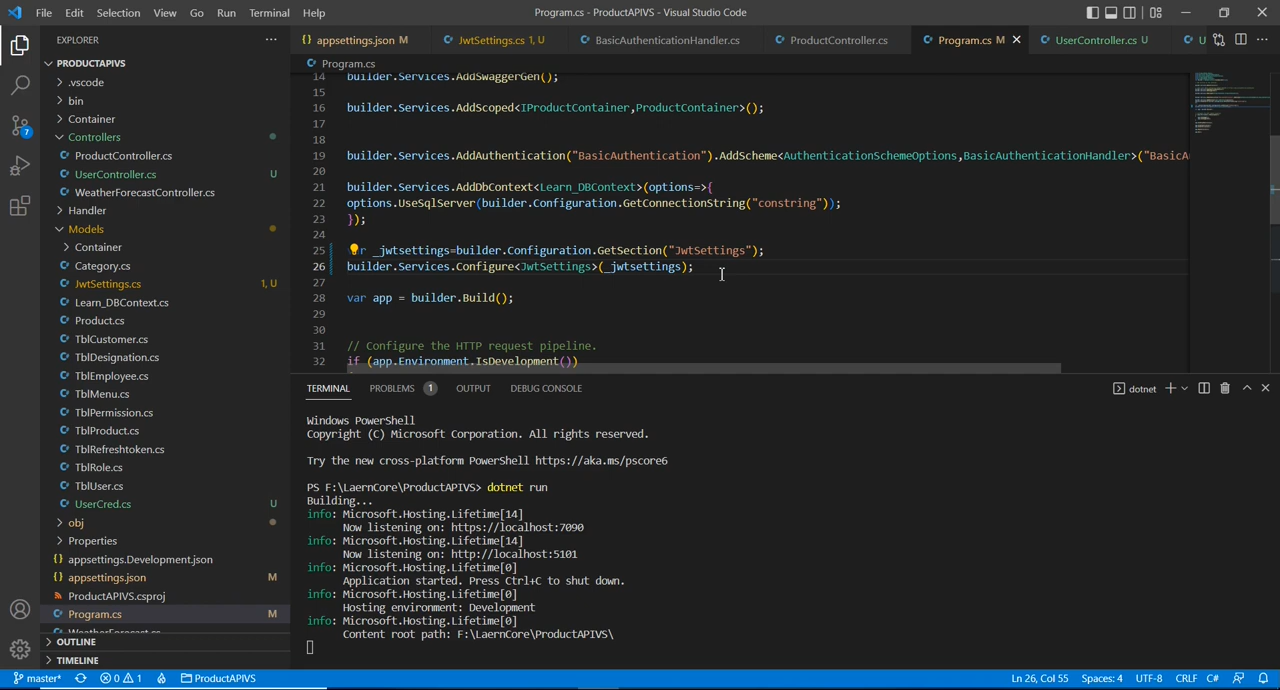 File Edit Selection View Go Run Terminal Help
Program.cs - ProductAPIVS - Visual Studio Code
EXPLORER
PRODUCTAPIVS
.vscode
bin
Container
Controllers
ProductController.cs
UserController.cs U
WeatherForecastController.cs
Handler
Models
Container
Category.cs
JwtSettings.cs 1, U
Learn_DBContext.cs
Product.cs
TblCustomer.cs
TblDesignation.cs
TblEmployee.cs
TblMenu.cs
TblPermission.cs
TblProduct.cs
TblRefreshtoken.cs
TblRole.cs
TblUser.cs
UserCred.cs U
obj
Properties
appsettings.Development.json
appsettings.json M
ProductAPIVS.csproj
Program.cs M
WeatherForecast.cs
OUTLINE
TIMELINE
7
appsettings.json M JwtSettings.cs 1, U BasicAuthenticationHandler.cs ProductController.cs Program.cs M UserController.cs U U
Program.cs
14 builder.Services.AddSwaggerGen();
15
16 builder.Services.AddScoped<IProductContainer,ProductContainer>();
17
18
19 builder.Services.AddAuthentication("BasicAuthentication").AddScheme<AuthenticationSchemeOptions,BasicAuthenticationHandler>("BasicA
20
21 builder.Services.AddDbContext<Learn_DBContext>(options=>{
22 options.UseSqlServer(builder.Configuration.GetConnectionString("constring"));
23 });
24
25 r _jwtsettings=builder.Configuration.GetSection("JwtSettings");
26 builder.Services.Configure<JwtSettings>(_jwtsettings);
27
28 var app = builder.Build();
29
30
31 // Configure the HTTP request pipeline.
32 if (app.Environment.IsDevelopment())
TERMINAL PROBLEMS 1 OUTPUT DEBUG CONSOLE
dotnet
Windows PowerShell
Copyright (C) Microsoft Corporation. All rights reserved.
Try the new cross-platform PowerShell https://aka.ms/pscore6
PS F:\LaernCore\ProductAPIVS> dotnet run
Building...
info: Microsoft.Hosting.Lifetime[14]
Now listening on: https://localhost:7090
info: Microsoft.Hosting.Lifetime[14]
Now listening on: http://localhost:5101
info: Microsoft.Hosting.Lifetime[0]
Application started. Press Ctrl+C to shut down.
info: Microsoft.Hosting.Lifetime[0]
Hosting environment: Development
info: Microsoft.Hosting.Lifetime[0]
Content root path: F:\LaernCore\ProductAPIVS\
master* 0 1 ProductAPIVS
Ln 26, Col 55 Spaces: 4 UTF-8 CRLF C#